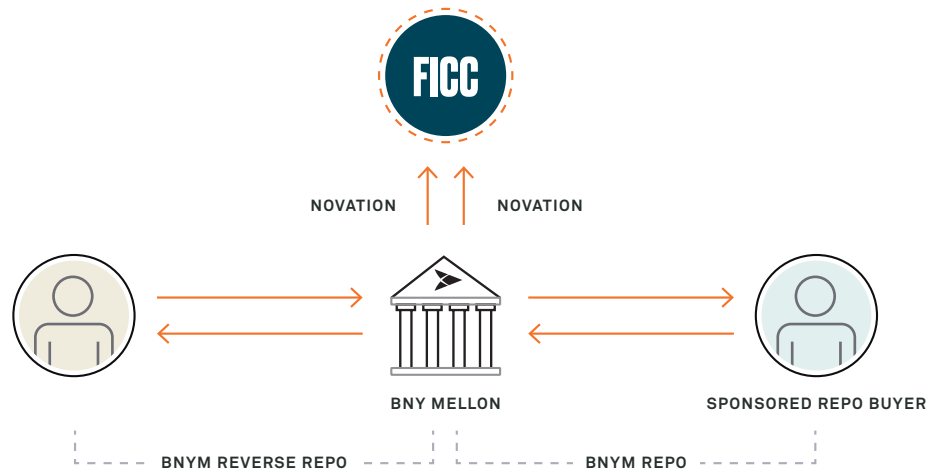 FICC
NOVATION
NOVATION
BNY MELLON
SPONSORED REPO BUYER
BNYM REVERSE REPO
BNYM REPO